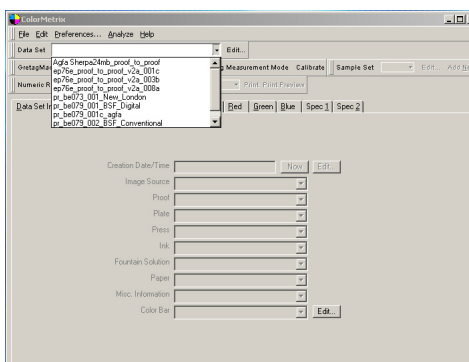 ColorMetrix
File Edit Preferences... Analyze Help
Data Set Edit...
Agfa Sherpa24mb_proof_to_proof
ep76e_proof_to_proof_v2a_001c
ep76e_proof_to_proof_v2a_003b
ep76e_proof_to_proof_v2a_008a
pr_be073_001_New_London
pr_be079_001_BSF_Digital
pr_be079_001c_agfa
pr_be079_002_BSF_Conventional
GretagMac Measurement Mode Calibrate Sample Set Edit... Add
Numeric R Print Print Preview
Data Set In Red Green Blue Spec 1 Spec 2
Creation Date/Time Now Edit...
Image Source
Proof
Plate
Press
Ink
Fountain Solution
Paper
Misc. Information
Color Bar Edit...